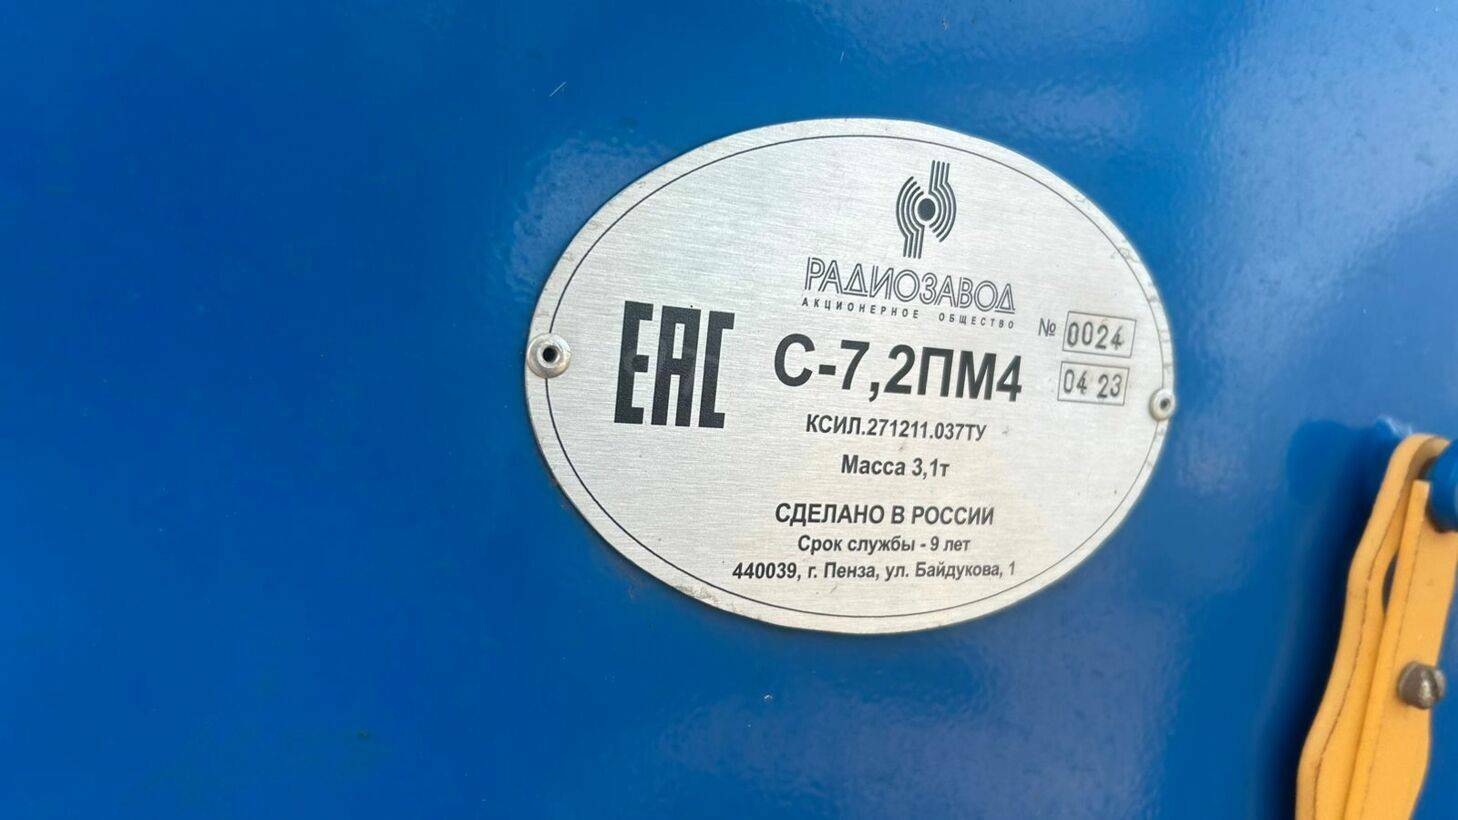 РАДИОЗАВОД
АКЦИОНЕРНОЕ ОБЩЕСТВО
№ 0024
ЕАС
С-7,2ПМ4
04 23
КСИЛ.271211.037ТУ
Масса 3,1т
СДЕЛАНО В РОССИИ
Срок службы - 9 лет
440039, г. Пенза, ул. Байдукова, 1